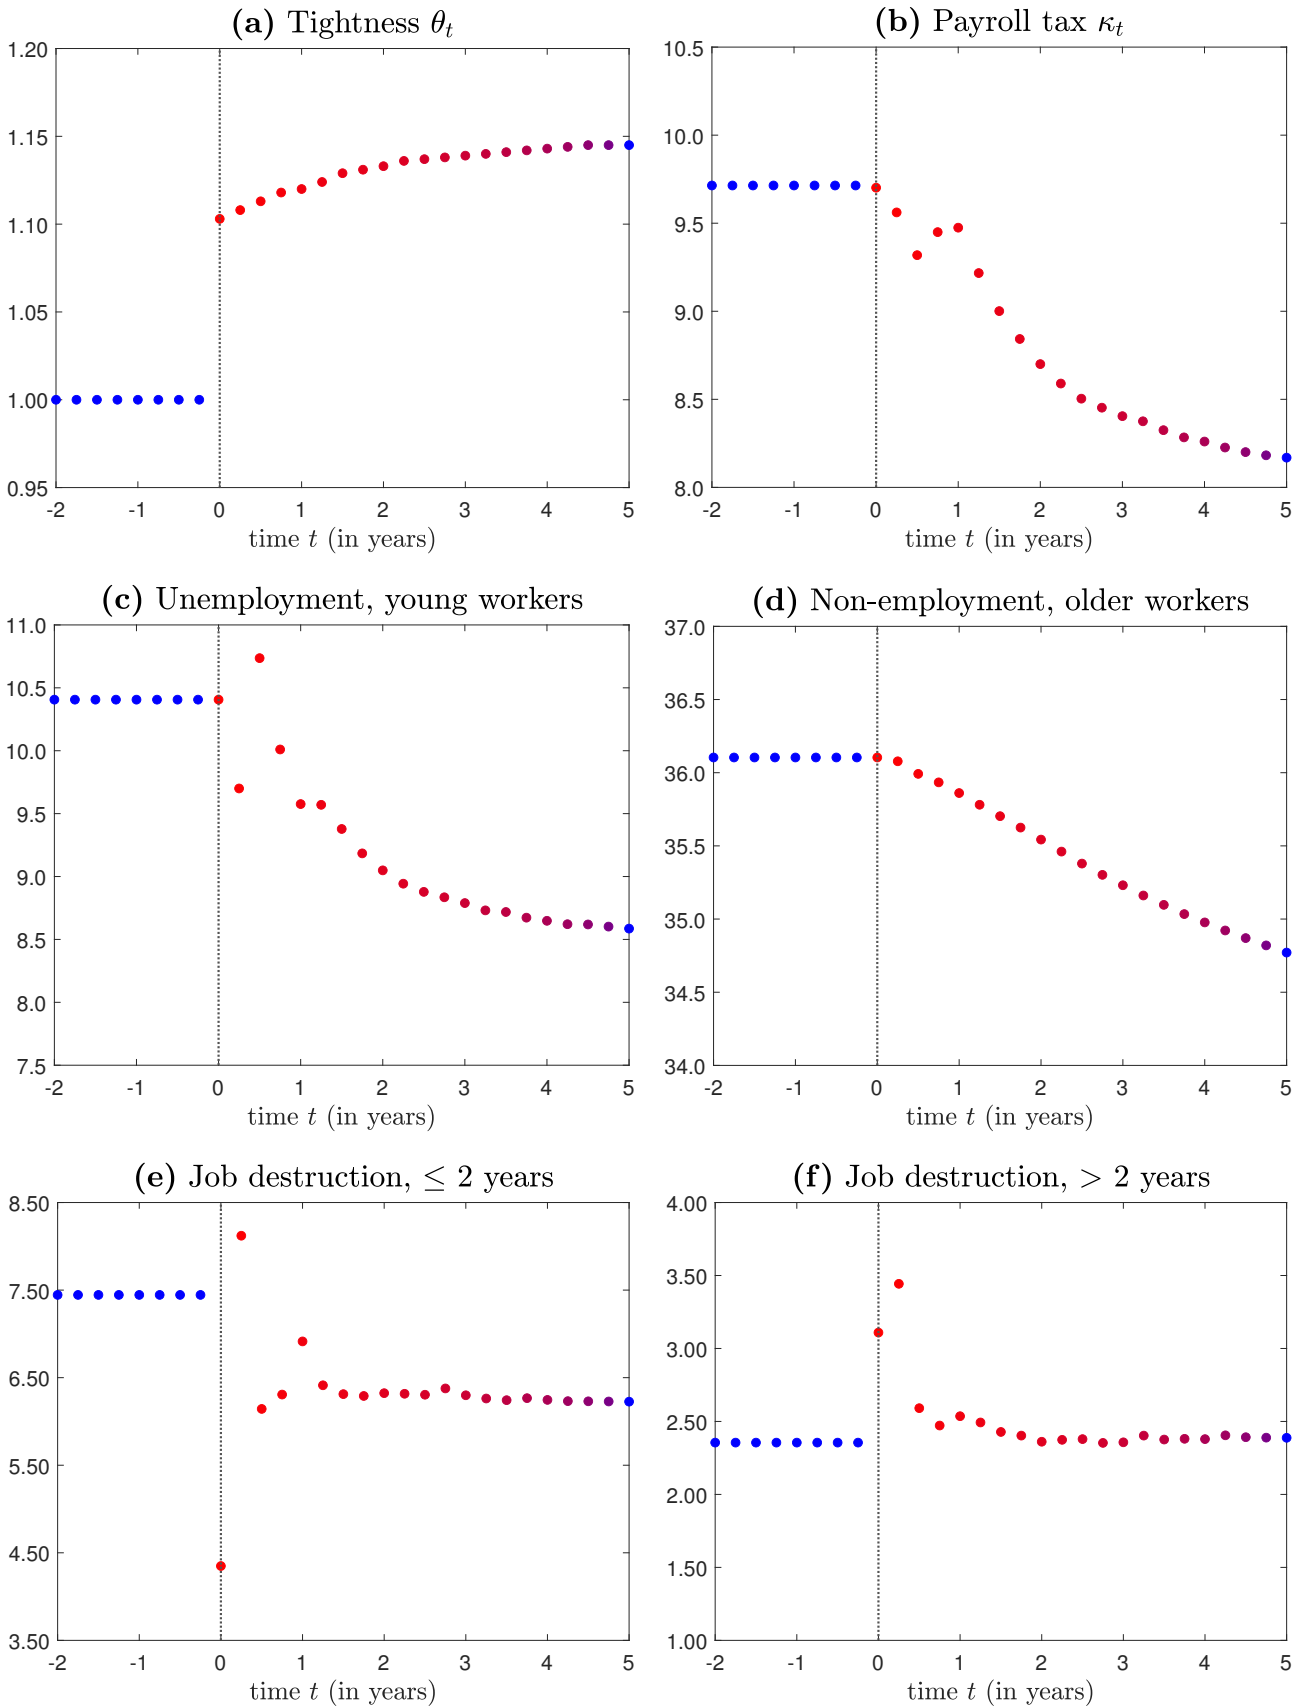 (a) Tightness θt
1.20
1.15
1.10
1.05
1.00
0.95
-2 -1 0 1 2 3 4 5
time t (in years)
(b) Payroll tax κt
10.5
10.0
9.5
9.0
8.5
8.0
-2 -1 0 1 2 3 4 5
time t (in years)
(c) Unemployment, young workers
11.0
10.5
10.0
9.5
9.0
8.5
8.0
7.5
-2 -1 0 1 2 3 4 5
time t (in years)
(d) Non-employment, older workers
37.0
36.5
36.0
35.5
35.0
34.5
34.0
-2 -1 0 1 2 3 4 5
time t (in years)
(e) Job destruction, ≤ 2 years
8.50
7.50
6.50
5.50
4.50
3.50
-2 -1 0 1 2 3 4 5
time t (in years)
(f) Job destruction, > 2 years
4.00
3.50
3.00
2.50
2.00
1.50
1.00
-2 -1 0 1 2 3 4 5
time t (in years)